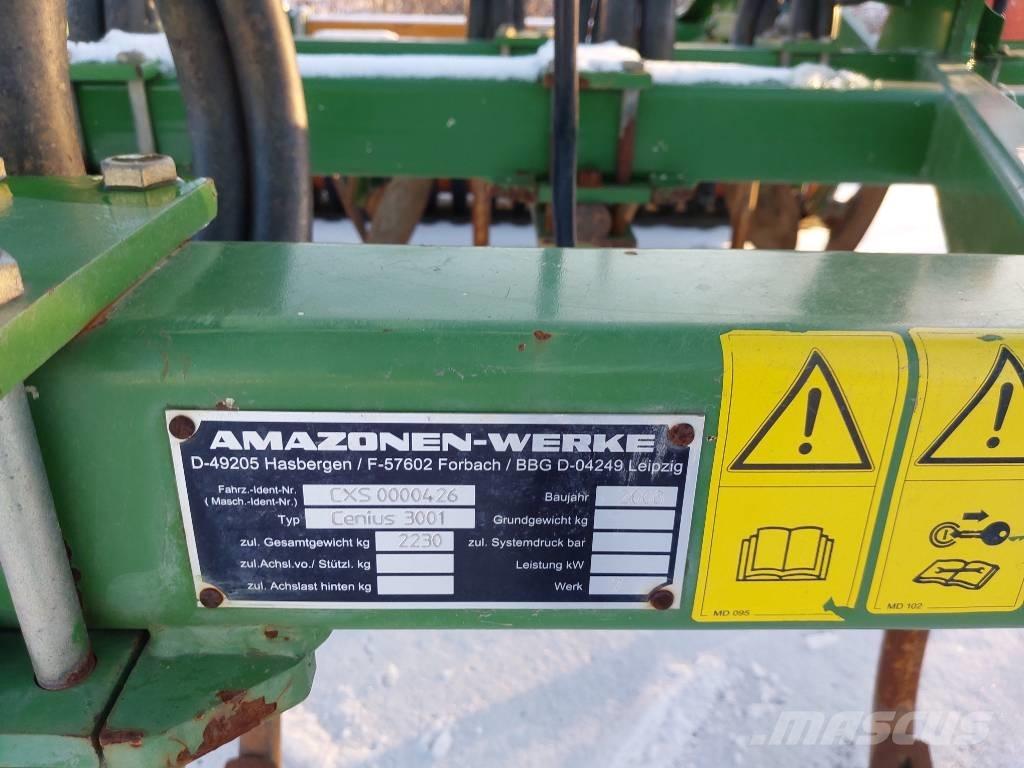 AMAZONEN-WERKE
D-49205 Hasbergen / F-57602 Forbach / BBG D-04249 Leipzig
Fahrz.-Ident-Nr. CXS 0000426 Baujahr
( Masch.-Ident-Nr.)
Typ Cenius 3001 Grundgewicht kg
zul. Gesamtgewicht kg 2230 zul. Systemdruck bar
zul.Achsl.vo./ Stützl. kg Leistung kW
zul. Achslast hinten kg Werk
MD 095
MD 102
MASCUS